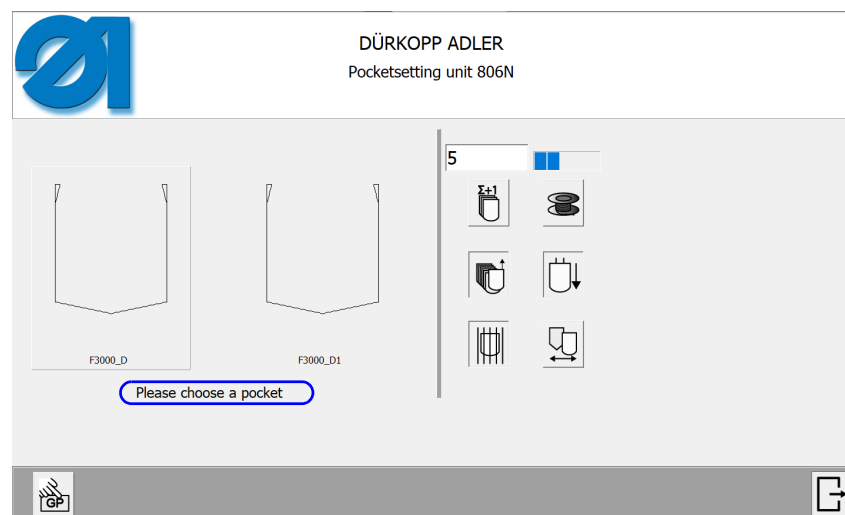 DÜRKOPP ADLER
Pocketsetting unit 806N
5
Σ+1
F3000_D
F3000_D1
Please choose a pocket
GP